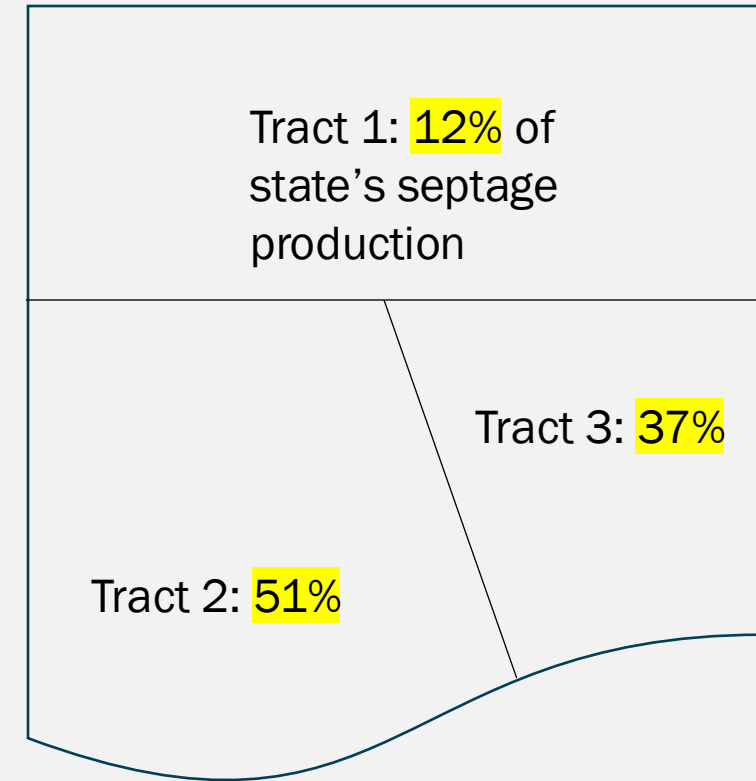 Tract 1: 12% of
state’s septage
production
Tract 3: 37%
Tract 2: 51%